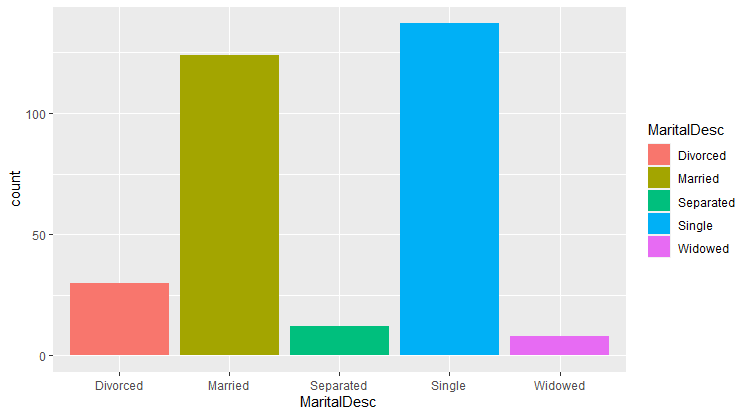 count
100
50
0
Divorced
Married
Separated
Single
Widowed
MaritalDesc
MaritalDesc
Divorced
Married
Separated
Single
Widowed